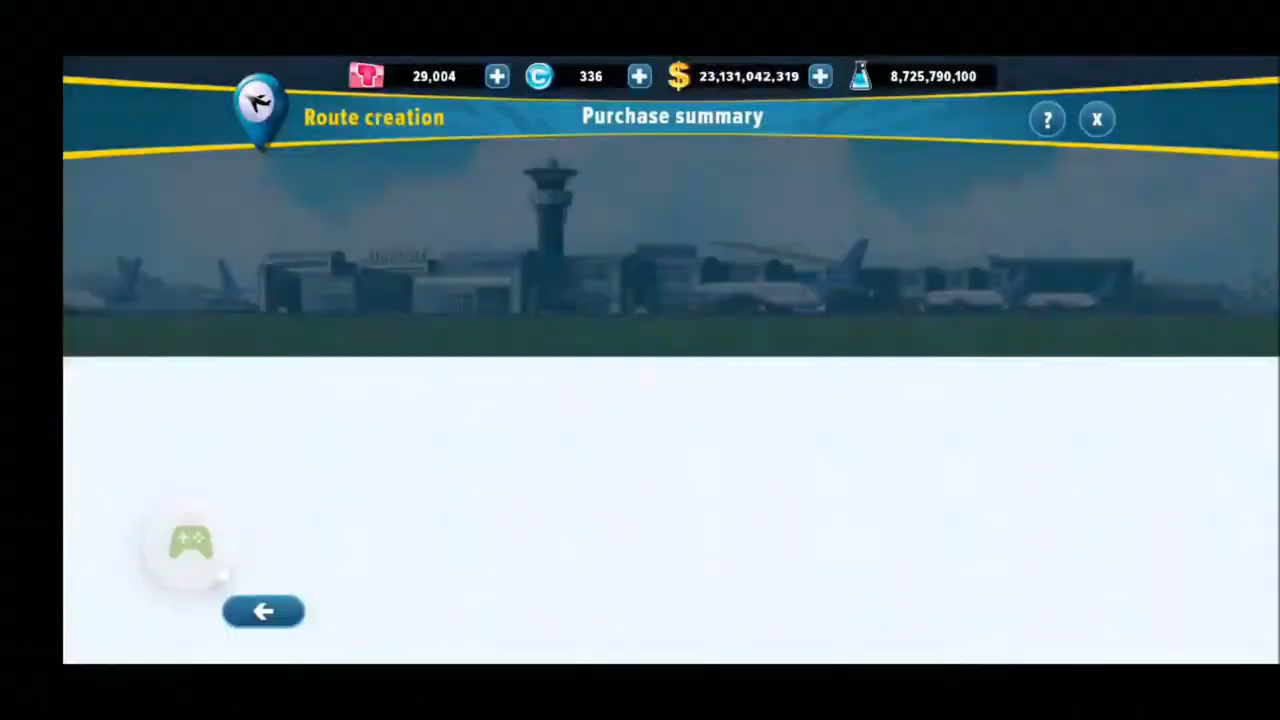 29,004 336 $ 23,131,042,319 8,725,790,100
Route creation Purchase summary ? X